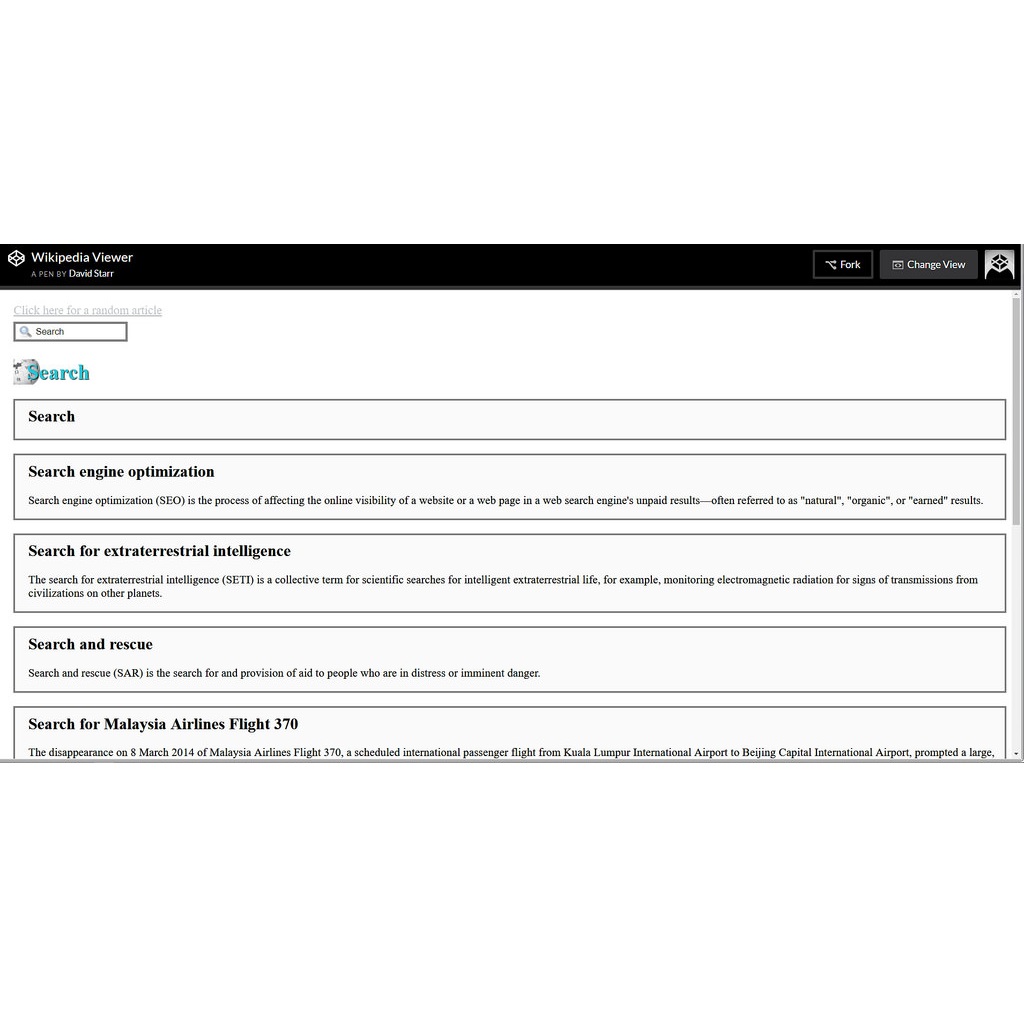 Wikipedia Viewer
A PEN BY David Starr
Fork
Change View
Click here for a random article
Search
Search
Search
Search engine optimization
Search engine optimization (SEO) is the process of affecting the online visibility of a website or a web page in a web search engine's unpaid results—often referred to as "natural", "organic", or "earned" results.
Search for extraterrestrial intelligence
The search for extraterrestrial intelligence (SETI) is a collective term for scientific searches for intelligent extraterrestrial life, for example, monitoring electromagnetic radiation for signs of transmissions from
civilizations on other planets.
Search and rescue
Search and rescue (SAR) is the search for and provision of aid to people who are in distress or imminent danger.
Search for Malaysia Airlines Flight 370
The disappearance on 8 March 2014 of Malaysia Airlines Flight 370, a scheduled international passenger flight from Kuala Lumpur International Airport to Beijing Capital International Airport, prompted a large,